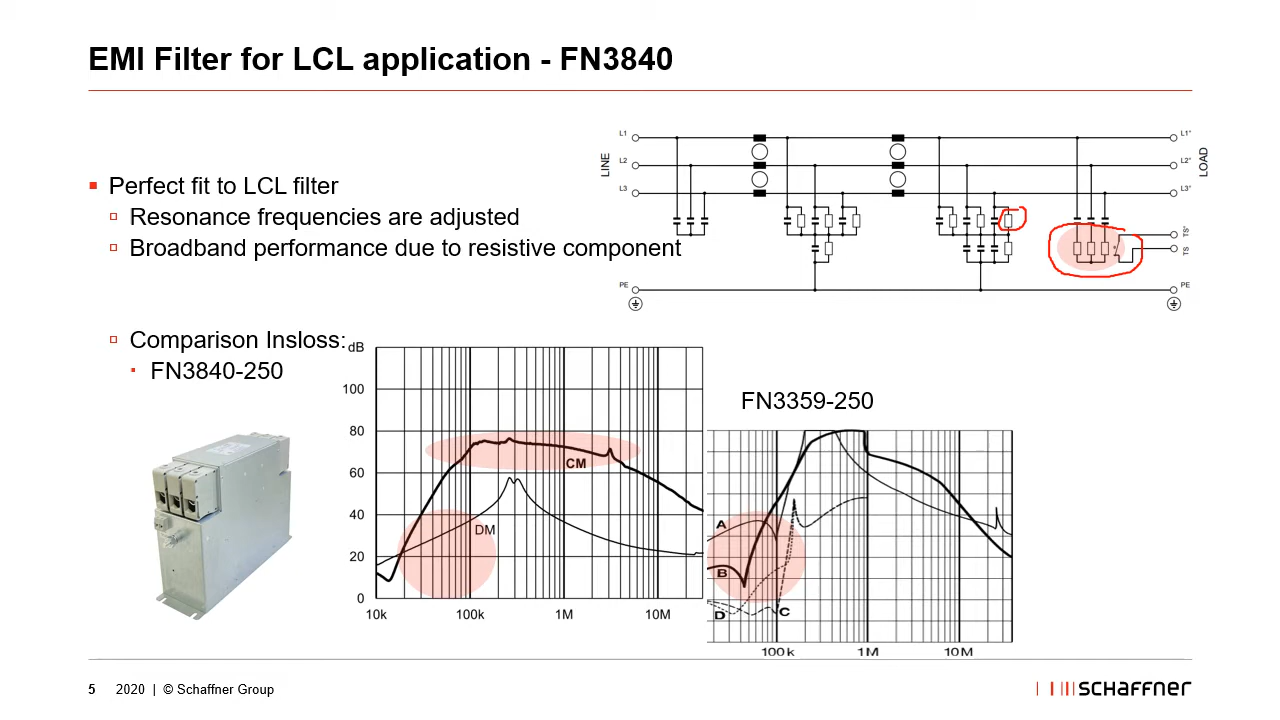 EMI Filter for LCL application - FN3840
L1
L1'
LINE
L2
L2'
LOAD
L3
L3'
▪ Perfect fit to LCL filter
Resonance frequencies are adjusted
Broadband performance due to resistive component
TS'
TS
PE
PE
Comparison Insloss:
▪ FN3840-250
dB
100
80
60
40
20
0
CM
DM
10k
100k
1M
10M
FN3359-250
A
B
D
C
100k
1M
10M
5 2020 | © Schaffner Group
SCHAFFNER